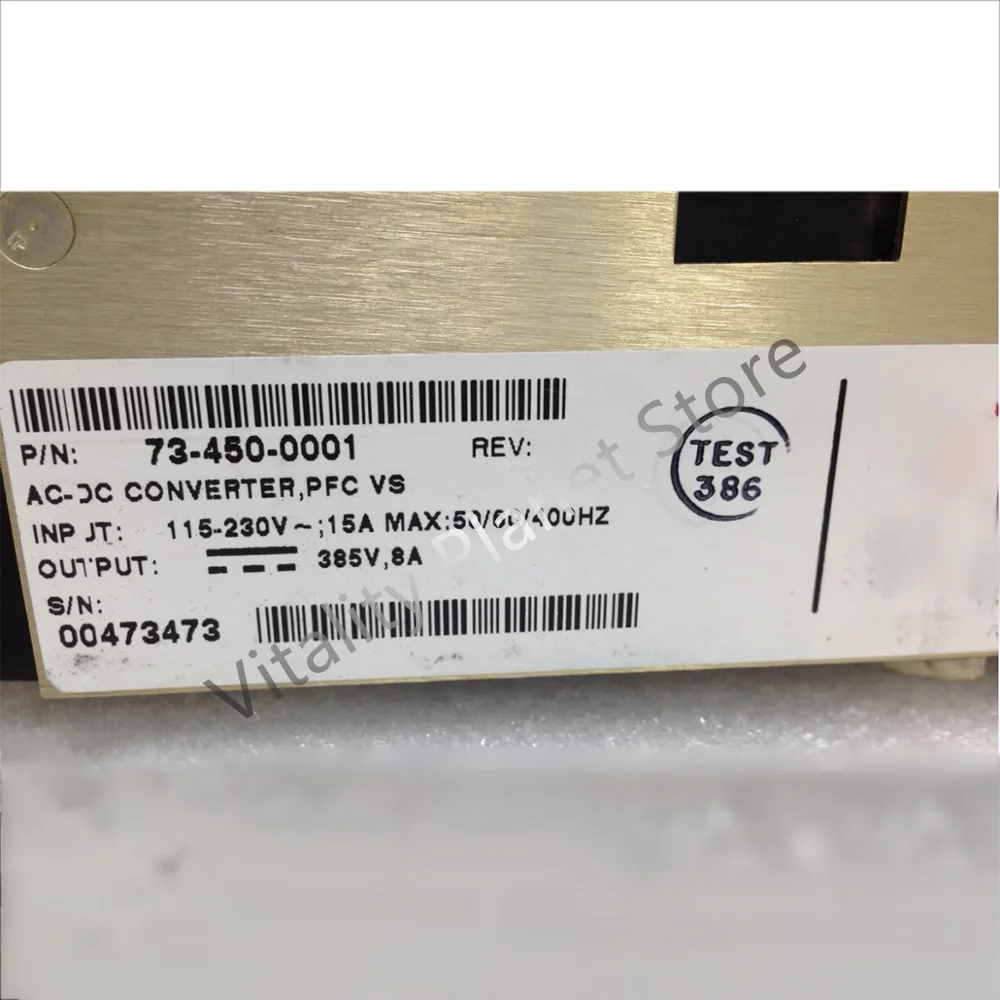 P/N: 73-450-0001 REV:
AC-DC CONVERTER,PFC VS
INPUT: 115-230V~;15A MAX:50/60/400HZ
OUTPUT: 385V,8A
S/N:
00473473
TEST
386
Vitality Planet Store